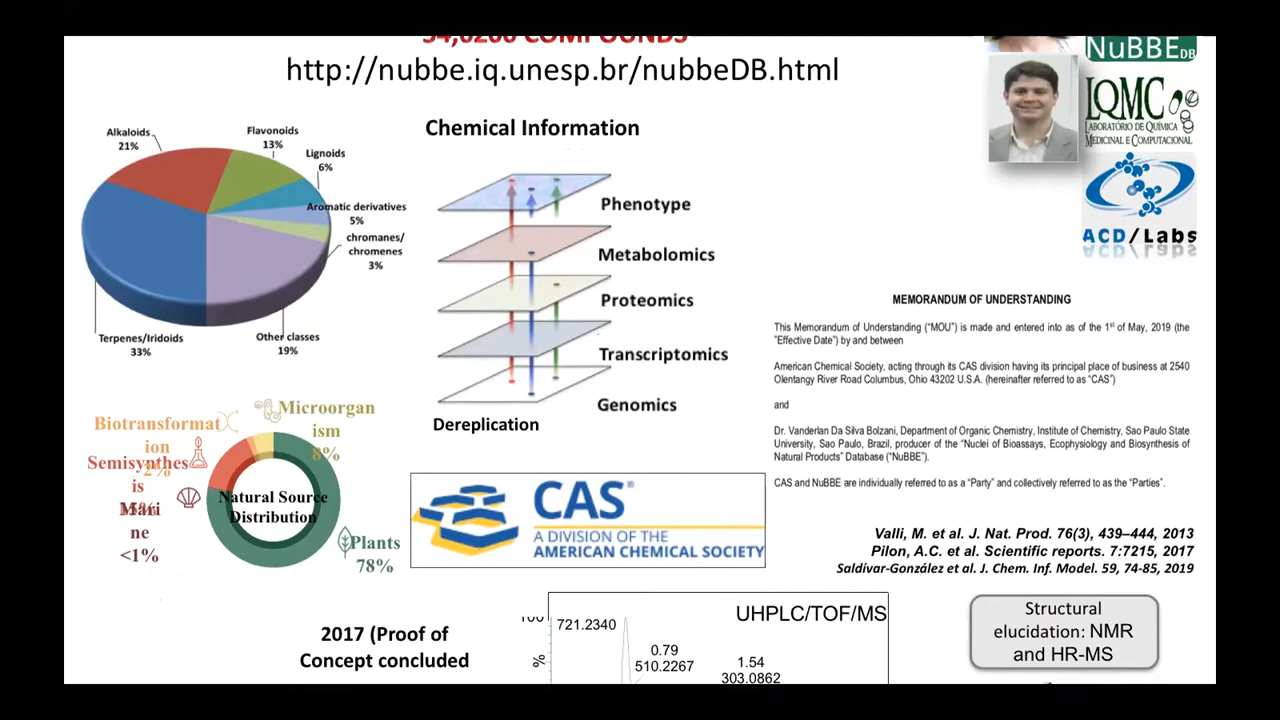 COMPOUNDS
http://nubbe.iq.unesp.br/nubbeDB.html
NuBBE DB
LQMC
LABORATÓRIO DE QUÍMICA
MEDICINAL E COMPUTACIONAL
ACD/Labs
Alkaloids
21%
Flavonoids
13%
Lignoids
6%
Aromatic derivatives
5%
chromanes/
chromenes
3%
Terpenes/Iridoids
33%
Other classes
19%
Chemical Information
Phenotype
Metabolomics
Proteomics
Transcriptomics
Genomics
Dereplication
MEMORANDUM OF UNDERSTANDING
This Memorandum of Understanding ("MOU") is made and entered into as of the 1st of May, 2019 (the
"Effective Date") by and between
American Chemical Society, acting through its CAS division having its principal place of business at 2540
Olentangy River Road Columbus, Ohio 43202 U.S.A. (hereinafter referred to as "CAS")
and
Dr. Vanderlan Da Silva Bolzani, Department of Organic Chemistry, Institute of Chemistry, Sao Paulo State
University, Sao Paulo, Brazil, producer of the "Nuclei of Bioassays, Ecophysiology and Biosynthesis of
Natural Products" Database ("NuBBE").
CAS and NuBBE are individually referred to as a "Party" and collectively referred to as the "Parties".
Biotransformat
ion
2%
Microorgan
ism
8%
Semisynthes
is
Mari
ne
<1%
Natural Source
Distribution
Plants
78%
CAS®
A DIVISION OF THE
AMERICAN CHEMICAL SOCIETY
Valli, M. et al. J. Nat. Prod. 76(3), 439–444, 2013
Pilon, A.C. et al. Scientific reports. 7:7215, 2017
Saldívar-González et al. J. Chem. Inf. Model. 59, 74-85, 2019
2017 (Proof of
Concept concluded
UHPLC/TOF/MS
100
721.2340
%
0.79
510.2267
1.54
303.0862
Structural
elucidation: NMR
and HR-MS